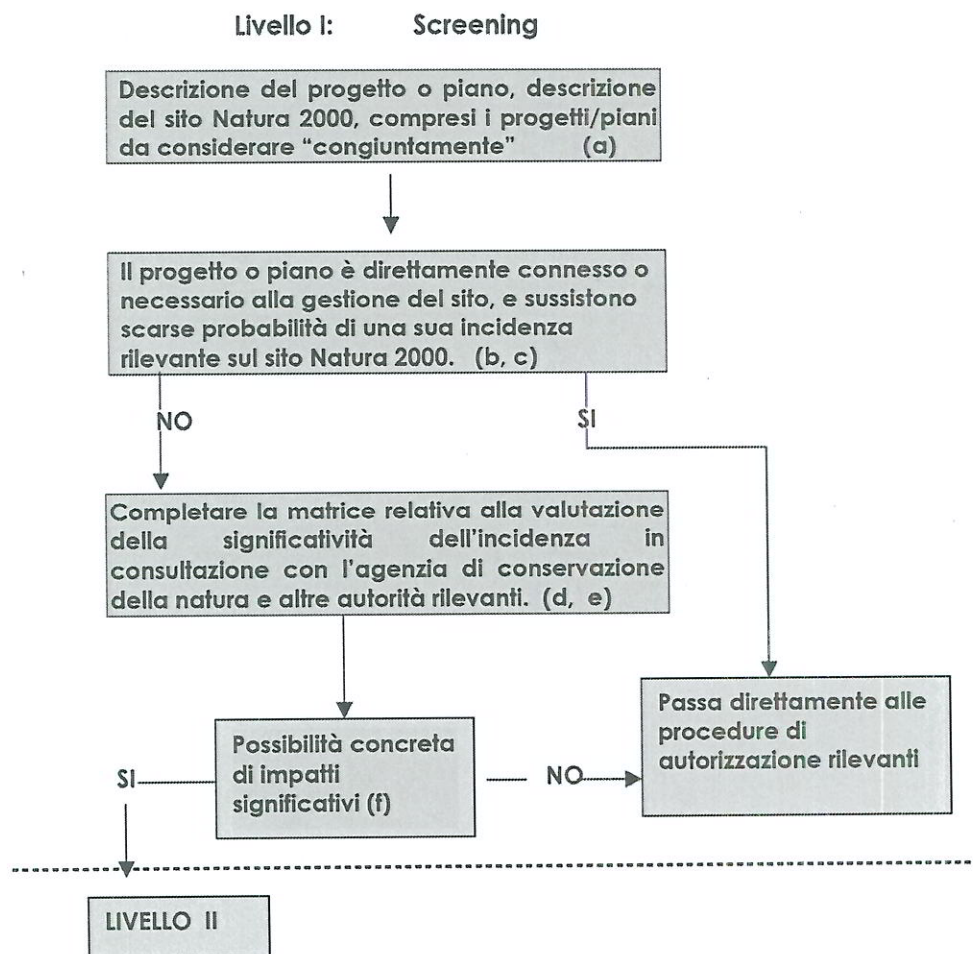 Livello I: Screening
Descrizione del progetto o piano, descrizione
del sito Natura 2000, compresi i progetti/piani
da considerare “congiuntamente” (a)
Il progetto o piano è direttamente connesso o
necessario alla gestione del sito, e sussistono
scarse probabilità di una sua incidenza
rilevante sul sito Natura 2000. (b, c)
NO
SI
Completare la matrice relativa alla valutazione
della significatività dell’incidenza in
consultazione con l’agenzia di conservazione
della natura e altre autorità rilevanti. (d, e)
Passa direttamente alle
procedure di
autorizzazione rilevanti
Possibilità concreta
di impatti
significativi (f)
SI
NO
LIVELLO II